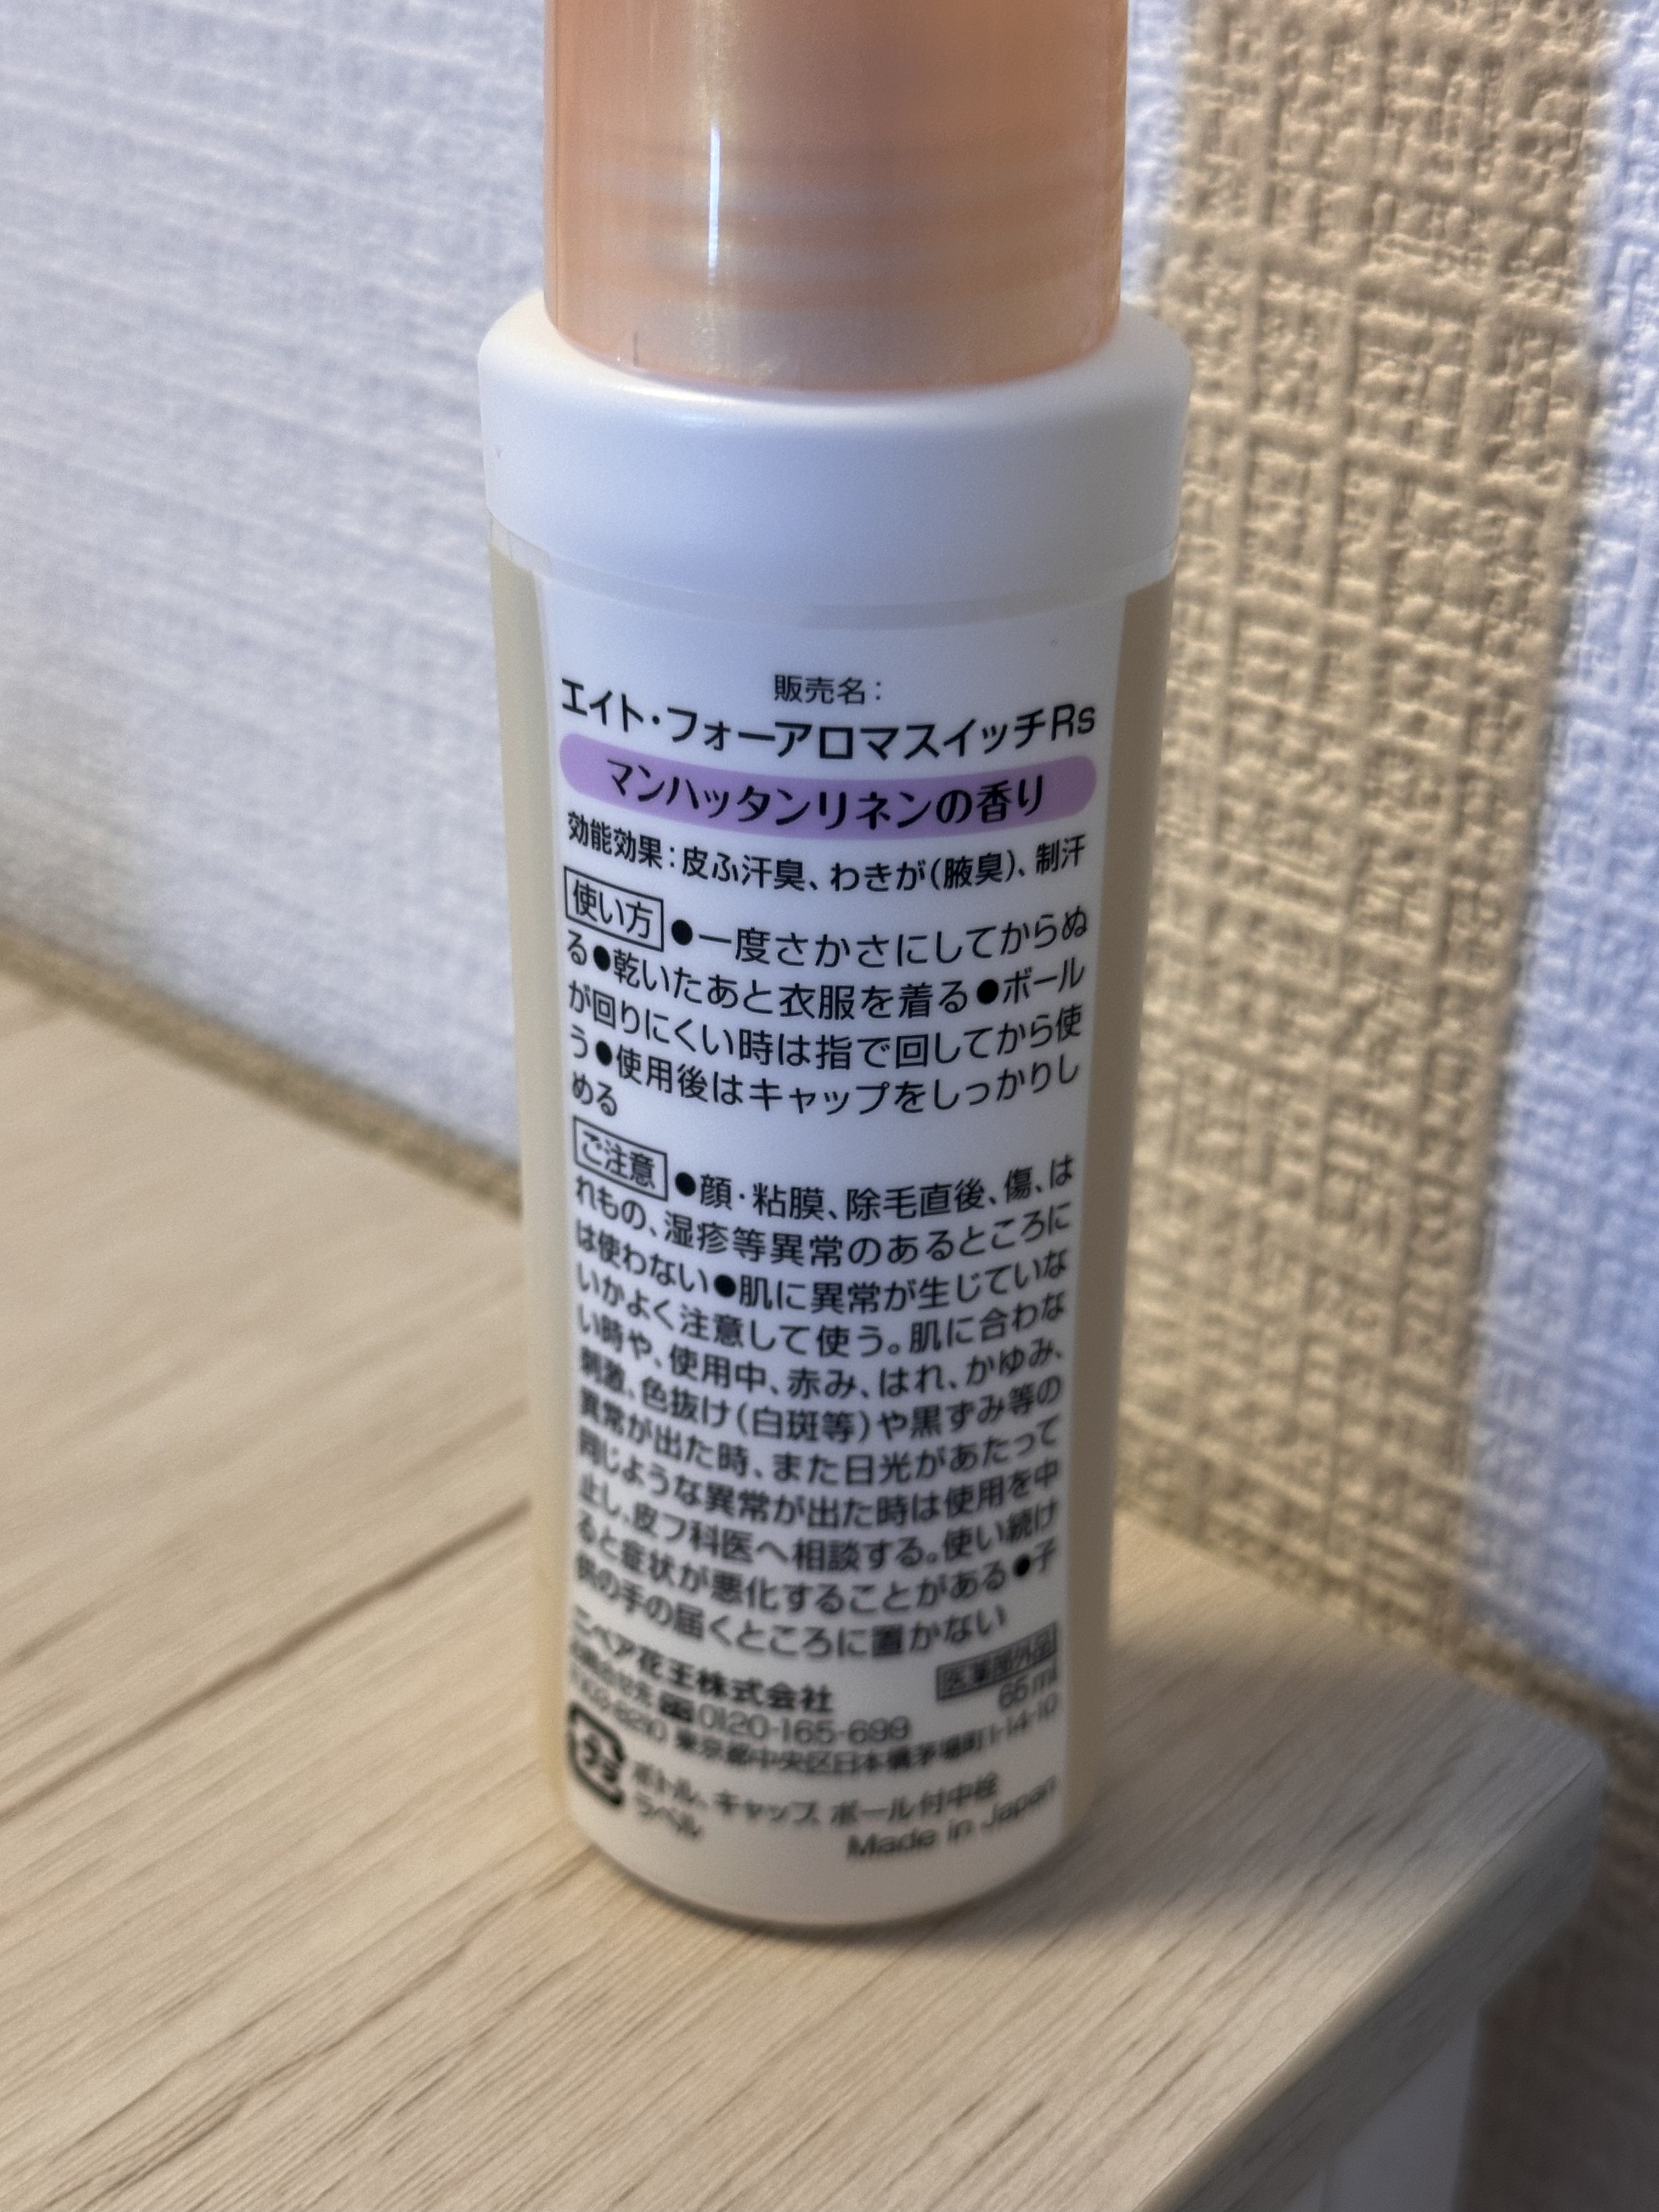 販売名：
エイト・フォーアロマスイッチRs
マンハッタンリネンの香り
効能効果：皮ふ汗臭、わきが（腋臭）、制汗
使い方 ●一度さかさにしてからぬ
る●乾いたあと衣服を着る●ボール
が回りにくい時は指で回してから使
う●使用後はキャップをしっかりし
める
ご注意 ●顔・粘膜、除毛直後、傷、は
れもの、湿疹等異常のあるところに
は使わない●肌に異常が生じていな
いかよく注意して使う。肌に合わな
い時や、使用中、赤み、はれ、かゆみ、
刺激、色抜け（白斑等）や黒ずみ等の
異常が出た時、また日光があたって
同じような異常が出た時は使用を中
止し、皮フ科医へ相談する。使い続け
ると症状が悪化することがある●子
供の手の届くところに置かない
ニベア花王株式会社 医薬部外品
0120-165-699 65ml
東京都中央区日本橋茅場町1-14-10
プラ ボトル、キャップ、ボール付中栓
ラベル
Made in Japan